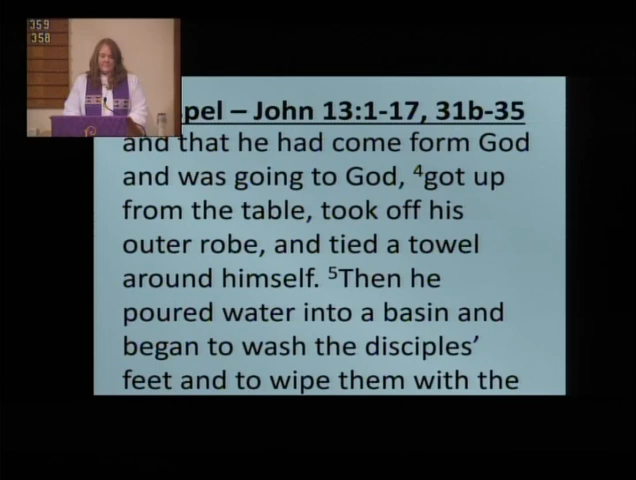 359
358
pel – John 13:1-17, 31b-35
and that he had come form God
and was going to God, ⁴got up
from the table, took off his
outer robe, and tied a towel
around himself. ⁵Then he
poured water into a basin and
began to wash the disciples’
feet and to wipe them with the